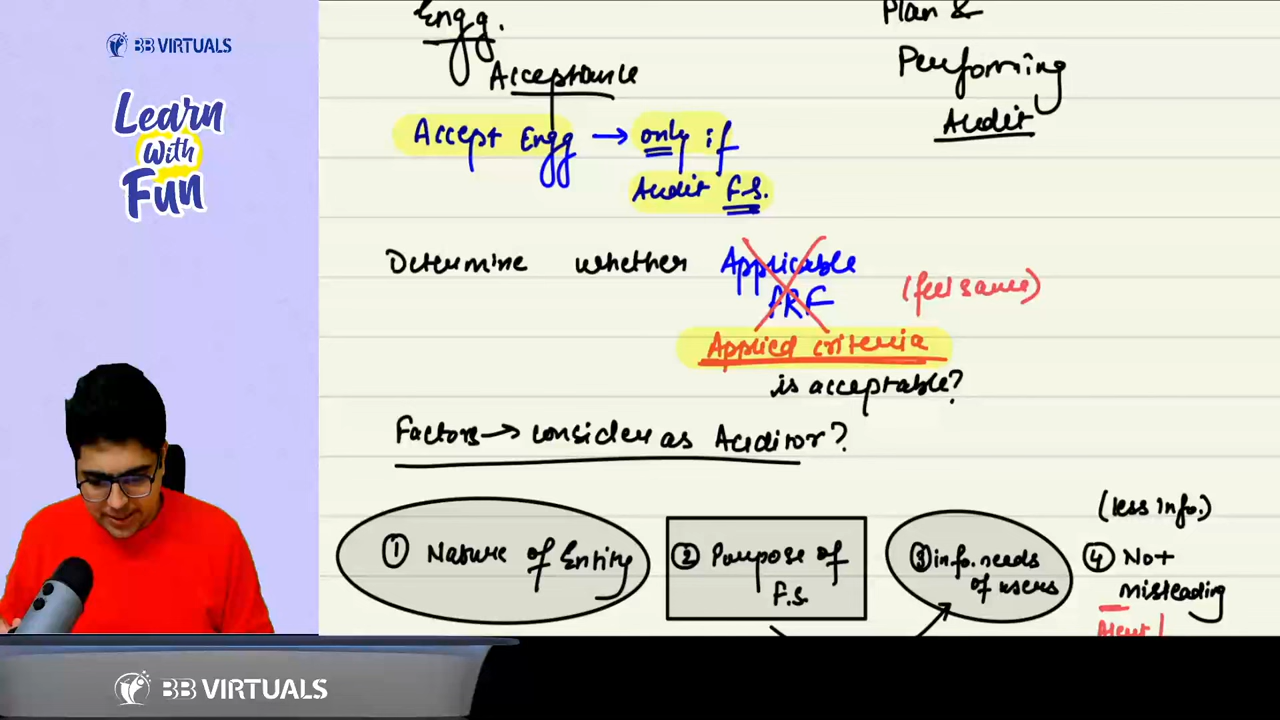 BB VIRTUALS
Learn
With
Fun
Engg.
Acceptance
Plan &
Performing
Audit
Accept Engg → only if
Audit F.S.
Determine whether Applicable
FRF
(feel same)
Applied criteria
is acceptable?
Factors → consider as Auditor?
① Nature of Entity
② Purpose of
F.S.
③ info. needs
of users
(less info.)
④ Not
misleading
Alert!
BB VIRTUALS